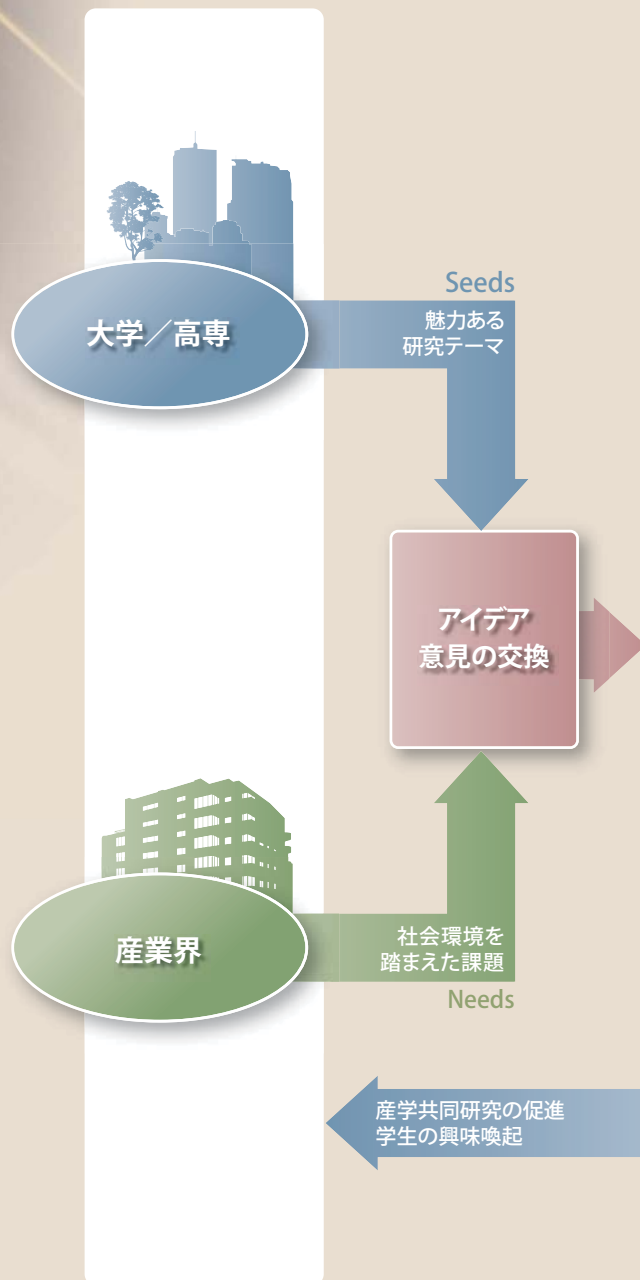 Seeds
大学／高専
魅力ある
研究テーマ
アイデア
意見の交換
産業界
社会環境を
踏まえた課題
Needs
産学共同研究の促進
学生の興味喚起